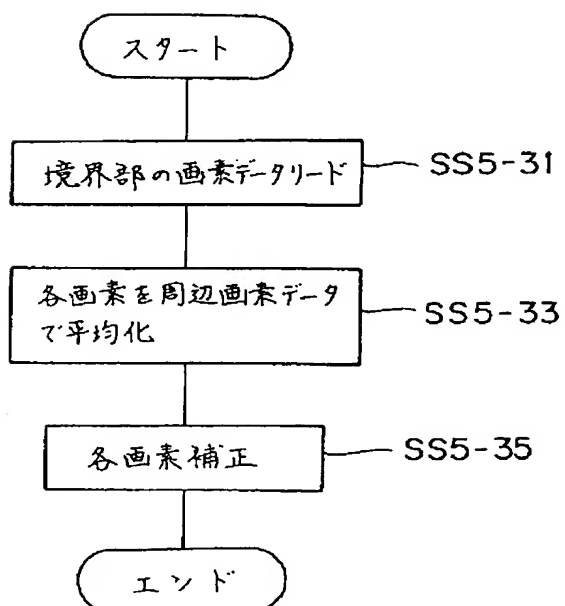 スタート
境界部の画素データリード
SS5-31
各画素を周辺画素データ
で平均化
SS5-33
各画素補正
SS5-35
エンド